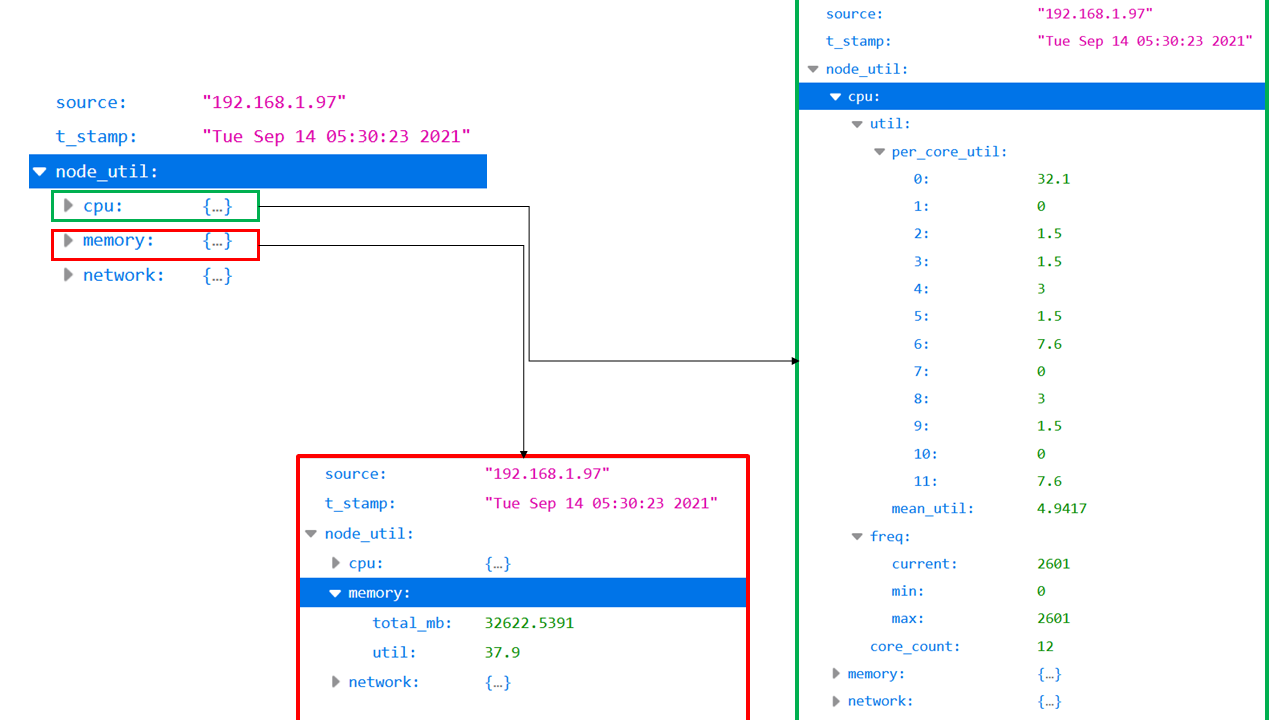 source: "192.168.1.97"
t_stamp: "Tue Sep 14 05:30:23 2021"
node_util:
cpu: {…}
memory: {…}
network: {…}
source: "192.168.1.97"
t_stamp: "Tue Sep 14 05:30:23 2021"
node_util:
cpu: {…}
memory:
total_mb: 32622.5391
util: 37.9
network: {…}
source: "192.168.1.97"
t_stamp: "Tue Sep 14 05:30:23 2021"
node_util:
cpu:
util:
per_core_util:
0: 32.1
1: 0
2: 1.5
3: 1.5
4: 3
5: 1.5
6: 7.6
7: 0
8: 3
9: 1.5
10: 0
11: 7.6
mean_util: 4.9417
freq:
current: 2601
min: 0
max: 2601
core_count: 12
memory: {…}
network: {…}